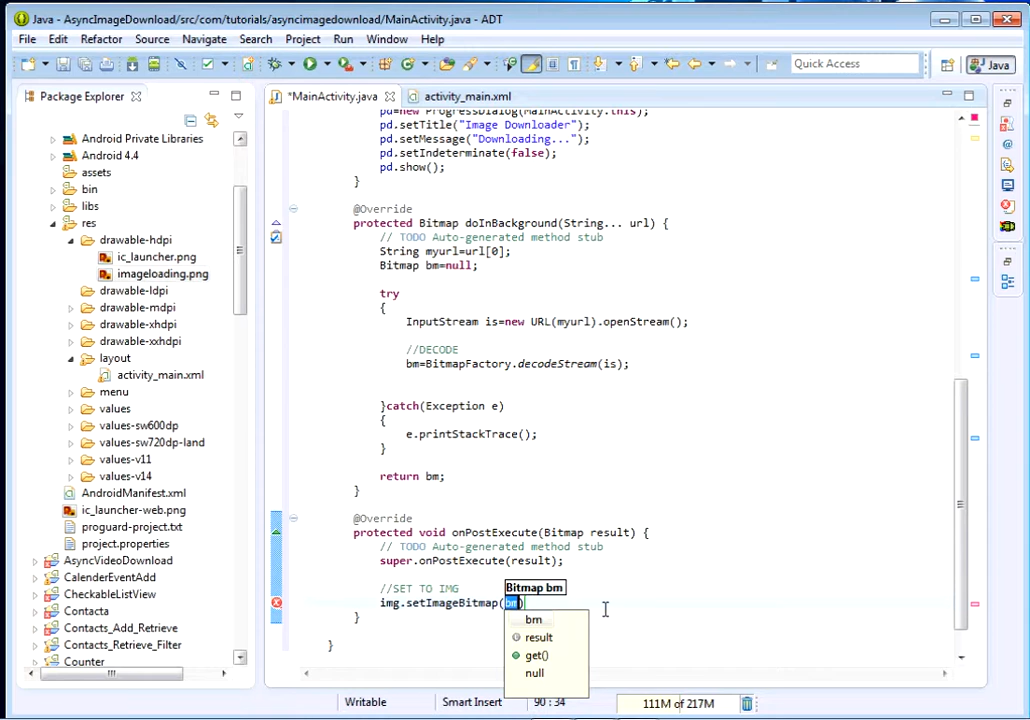 Java - AsyncImageDownload/src/com/tutorials/asyncimagedownload/MainActivity.java - ADT
File Edit Refactor Source Navigate Search Project Run Window Help
Quick Access
Java
Package Explorer
*MainActivity.java
activity_main.xml
Android Private Libraries
Android 4.4
assets
bin
libs
res
drawable-hdpi
ic_launcher.png
imageloading.png
drawable-ldpi
drawable-mdpi
drawable-xhdpi
drawable-xxhdpi
layout
activity_main.xml
menu
values
values-sw600dp
values-sw720dp-land
values-v11
values-v14
AndroidManifest.xml
ic_launcher-web.png
proguard-project.txt
project.properties
AsyncVideoDownload
CalenderEventAdd
CheckableListView
Contacta
Contacts_Add_Retrieve
Contacts_Retrieve_Filter
Counter
pd=new ProgressDialog(MainActivity.this);
pd.setTitle("Image Downloader");
pd.setMessage("Downloading...");
pd.setIndeterminate(false);
pd.show();
}
@Override
protected Bitmap doInBackground(String... url) {
// TODO Auto-generated method stub
String myurl=url[0];
Bitmap bm=null;
try
{
InputStream is=new URL(myurl).openStream();
//DECODE
bm=BitmapFactory.decodeStream(is);
}catch(Exception e)
{
e.printStackTrace();
}
return bm;
}
@Override
protected void onPostExecute(Bitmap result) {
// TODO Auto-generated method stub
super.onPostExecute(result);
//SET TO IMG
Bitmap bm
img.setImageBitmap(bm)
}
}
bm
result
get()
null
Writable
Smart Insert
90 : 34
111M of 217M